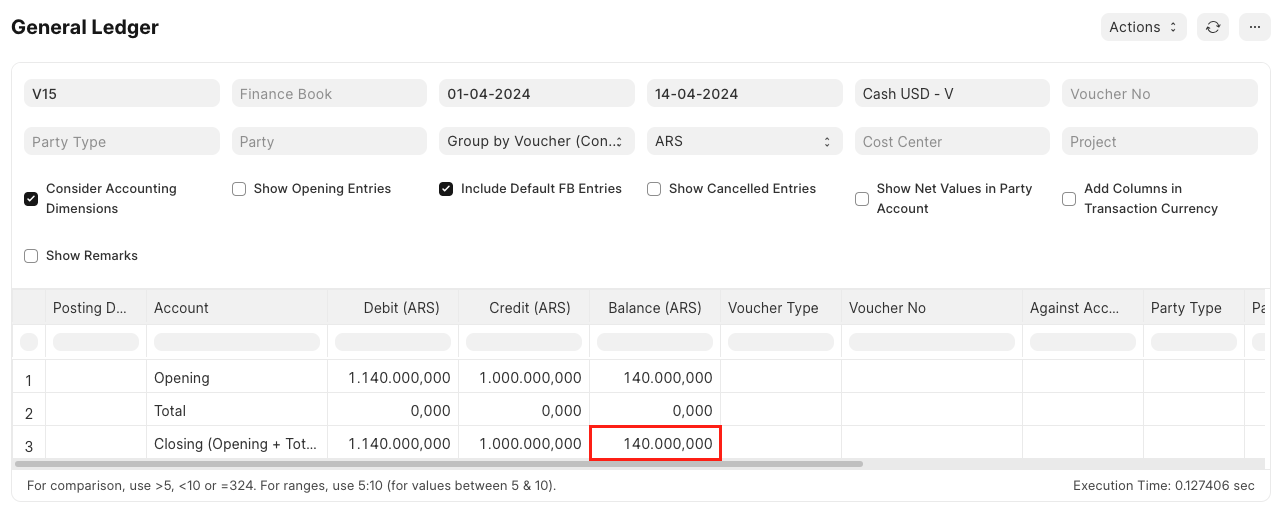 General Ledger
Actions
V15 Finance Book 01-04-2024 14-04-2024 Cash USD - V Voucher No
Party Type Party Group by Voucher (Con... ARS Cost Center Project
Consider Accounting Dimensions Show Opening Entries Include Default FB Entries Show Cancelled Entries Show Net Values in Party Account Add Columns in Transaction Currency
Show Remarks
Posting D... Account Debit (ARS) Credit (ARS) Balance (ARS) Voucher Type Voucher No Against Acc... Party Type Pa
1 Opening 1.140.000,000 1.000.000,000 140.000,000
2 Total 0,000 0,000 0,000
3 Closing (Opening + Tot... 1.140.000,000 1.000.000,000 140.000,000
For comparison, use >5, <10 or =324. For ranges, use 5:10 (for values between 5 & 10). Execution Time: 0.127406 sec